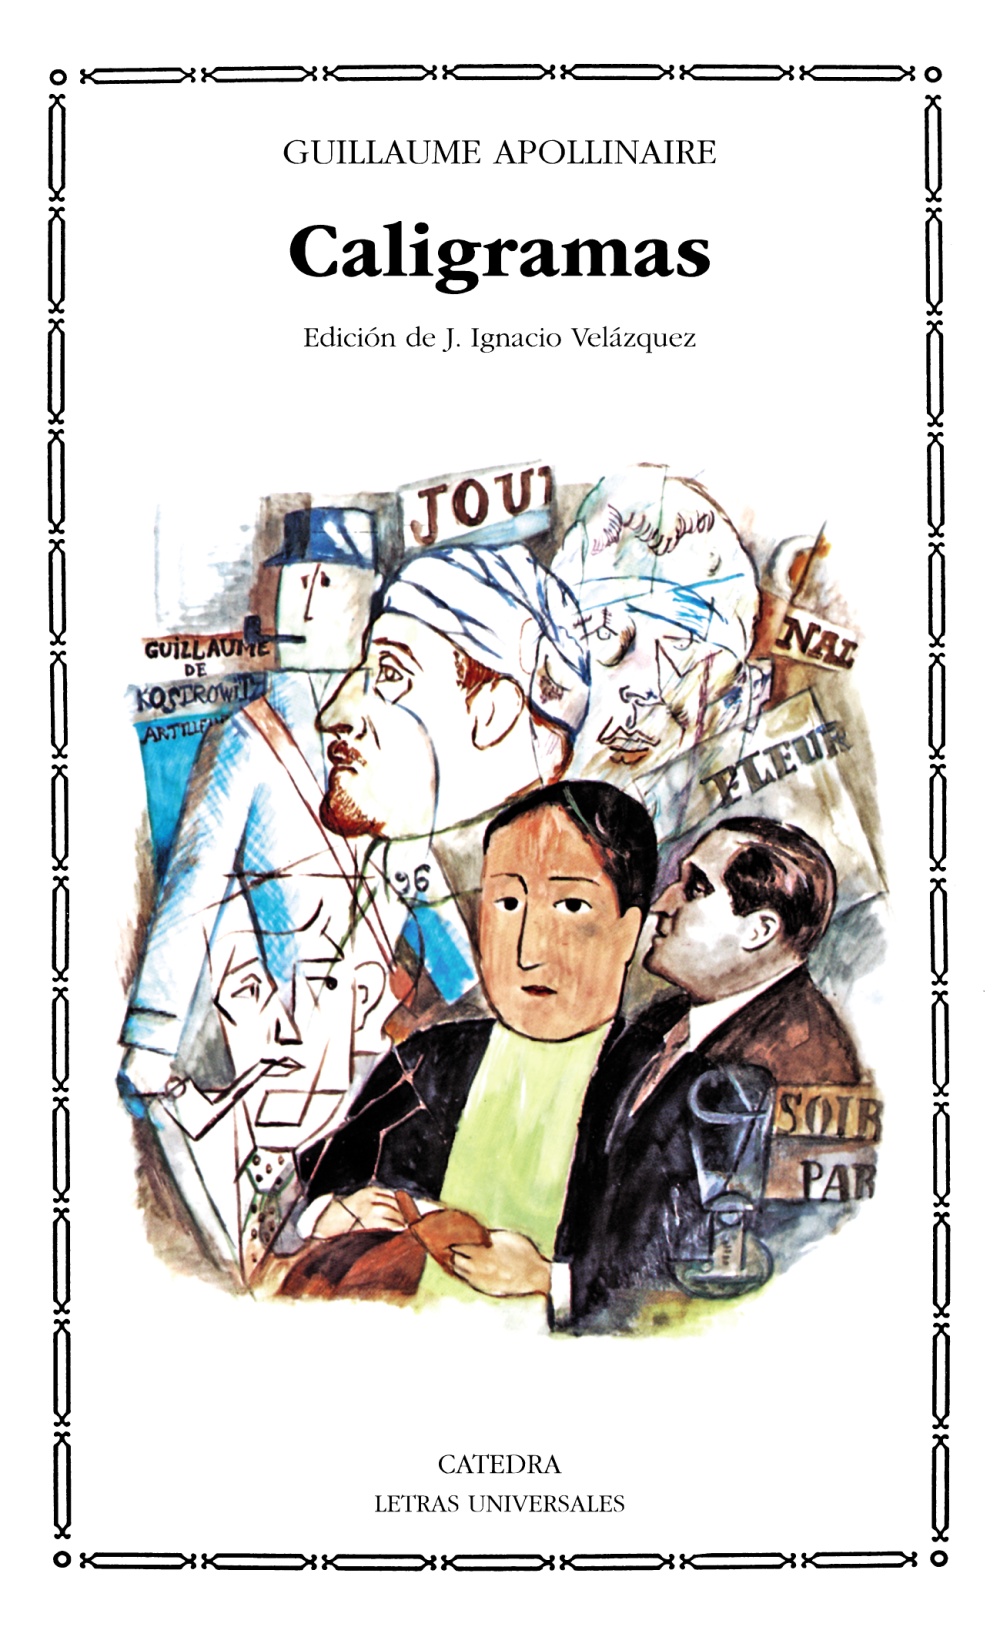 GUILLAUME APOLLINAIRE
Caligramas
Edición de J. Ignacio Velázquez
JOU
GUILLAUME
DE
KOSTROWITZ
NAL
FLEUR
96
SOIR
PAR
CATEDRA
LETRAS UNIVERSALES